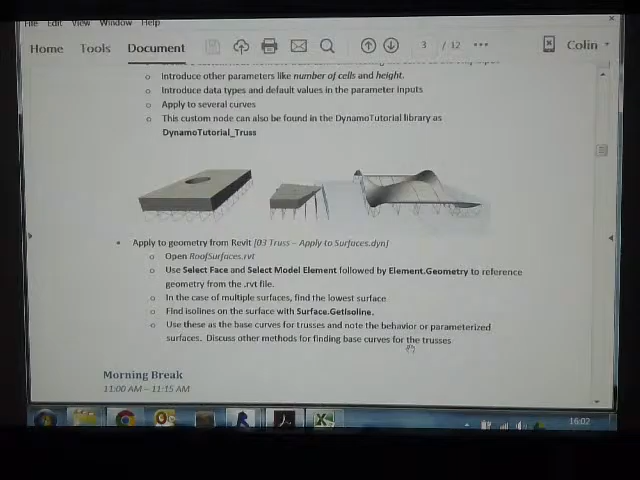 File Edit View Window Help
Home Tools Document 3 / 12 Colin
Introduce other parameters like number of cells and height.
Introduce data types and default values in the parameter inputs
Apply to several curves
This custom node can also be found in the DynamoTutorial library as
DynamoTutorial_Truss
Apply to geometry from Revit [03 Truss – Apply to Surfaces.dyn]
Open RoofSurfaces.rvt
Use Select Face and Select Model Element followed by Element.Geometry to reference
geometry from the .rvt file.
In the case of multiple surfaces, find the lowest surface
Find isolines on the surface with Surface.GetIsoline.
Use these as the base curves for trusses and note the behavior or parameterized
surfaces. Discuss other methods for finding base curves for the trusses
Morning Break
11:00 AM – 11:15 AM
16:02